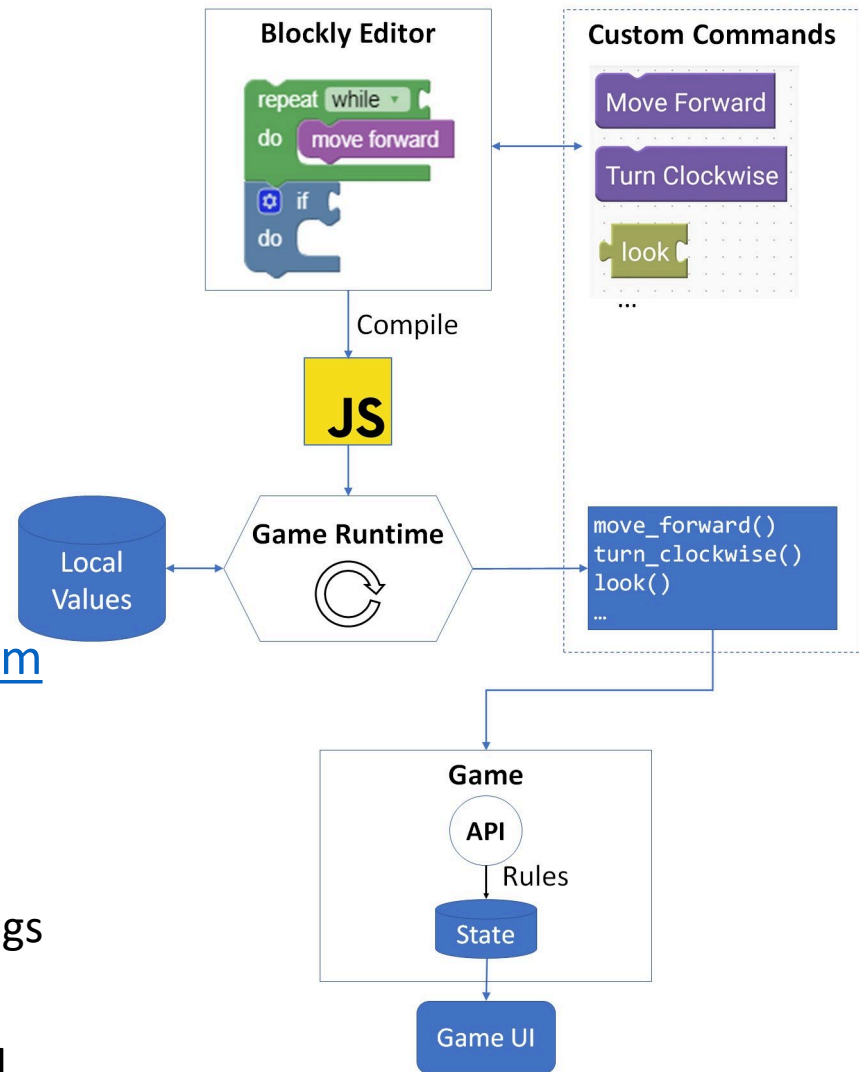 Blockly Editor
repeat while
do move forward
if
do
Custom Commands
Move Forward
Turn Clockwise
look
...
Compile
JS
Local
Values
Game Runtime
move_forward()
turn_clockwise()
look()
…
m
Game
API
Rules
State
gs
Game UI